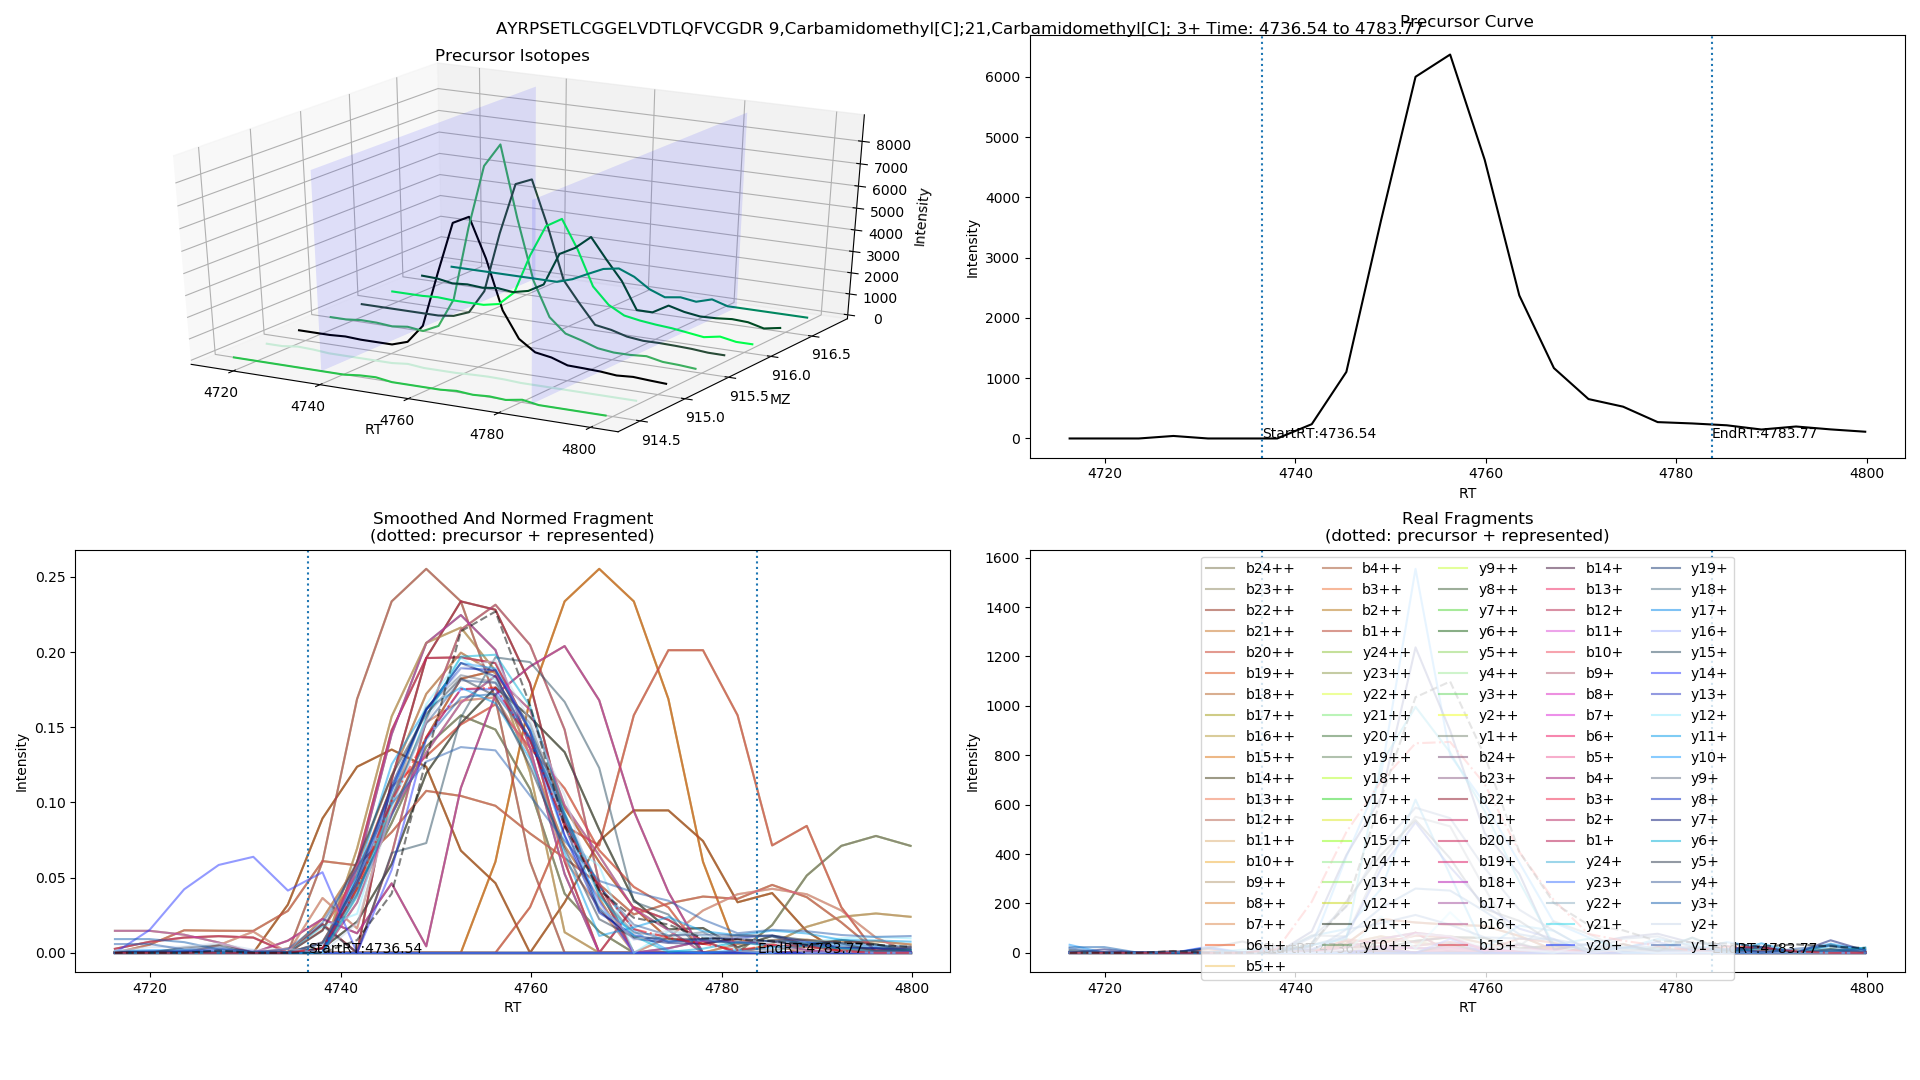 AYRPSETLCGGELVDTLQFVCGDR 9,Carbamidomethyl[C];21,Carbamidomethyl[C]; 3+ Time: 4736.54 to 4783.77
Precursor Isotopes
8000
7000
6000
5000
4000
3000
2000
1000
0
Intensity
4720
4740
4760
4780
4800
RT
914.5
915.0
915.5
916.0
916.5
MZ
Precursor Curve
6000
5000
4000
3000
2000
1000
0
Intensity
StartRT:4736.54
EndRT:4783.77
4720 4740 4760 4780 4800
RT
Smoothed And Normed Fragment
(dotted: precursor + represented)
0.25
0.20
0.15
0.10
0.05
0.00
Intensity
StartRT:4736.54
EndRT:4783.77
4720 4740 4760 4780 4800
RT
Real Fragments
(dotted: precursor + represented)
1600
1400
1200
1000
800
600
400
200
0
Intensity
b24++ b4++ y9++ b14+ y19+
b23++ b3++ y8++ b13+ y18+
b22++ b2++ y7++ b12+ y17+
b21++ b1++ y6++ b11+ y16+
b20++ y24++ y5++ b10+ y15+
b19++ y23++ y4++ b9+ y14+
b18++ y22++ y3++ b8+ y13+
b17++ y21++ y2++ b7+ y12+
b16++ y20++ y1++ b6+ y11+
b15++ y19++ b24+ b5+ y10+
b14++ y18++ b23+ b4+ y9+
b13++ y17++ b22+ b3+ y8+
b12++ y16++ b21+ b2+ y7+
b11++ y15++ b20+ b1+ y6+
b10++ y14++ b19+ y24+ y5+
b9++ y13++ b18+ y23+ y4+
b8++ y12++ b17+ y22+ y3+
b7++ y11++ b16+ y21+ y2+
b6++ y10++ b15+ y20+ y1+
b5++
EndRT:4783.77
4720 4740 4760 4780 4800
RT